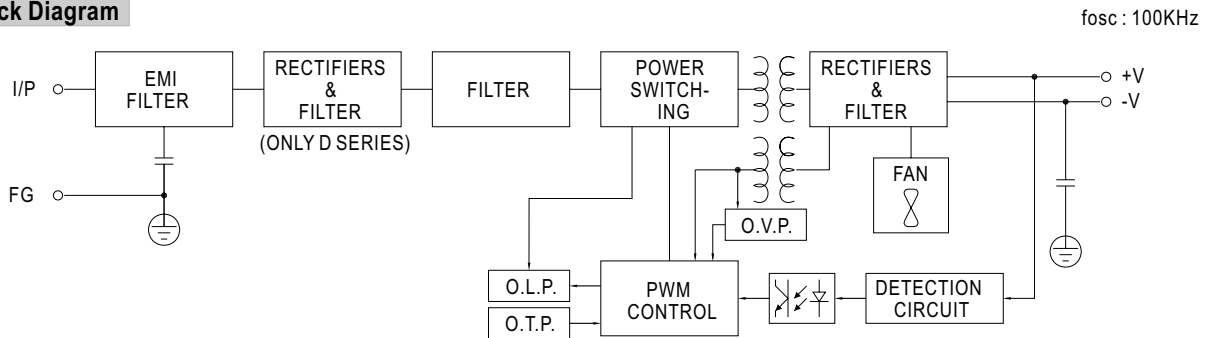 ck Diagram
fosc : 100KHz
I/P
EMI
FILTER
RECTIFIERS
&
FILTER
(ONLY D SERIES)
FILTER
POWER
SWITCH-
ING
RECTIFIERS
&
FILTER
+V
-V
FG
FAN
O.V.P.
O.L.P.
O.T.P.
PWM
CONTROL
DETECTION
CIRCUIT